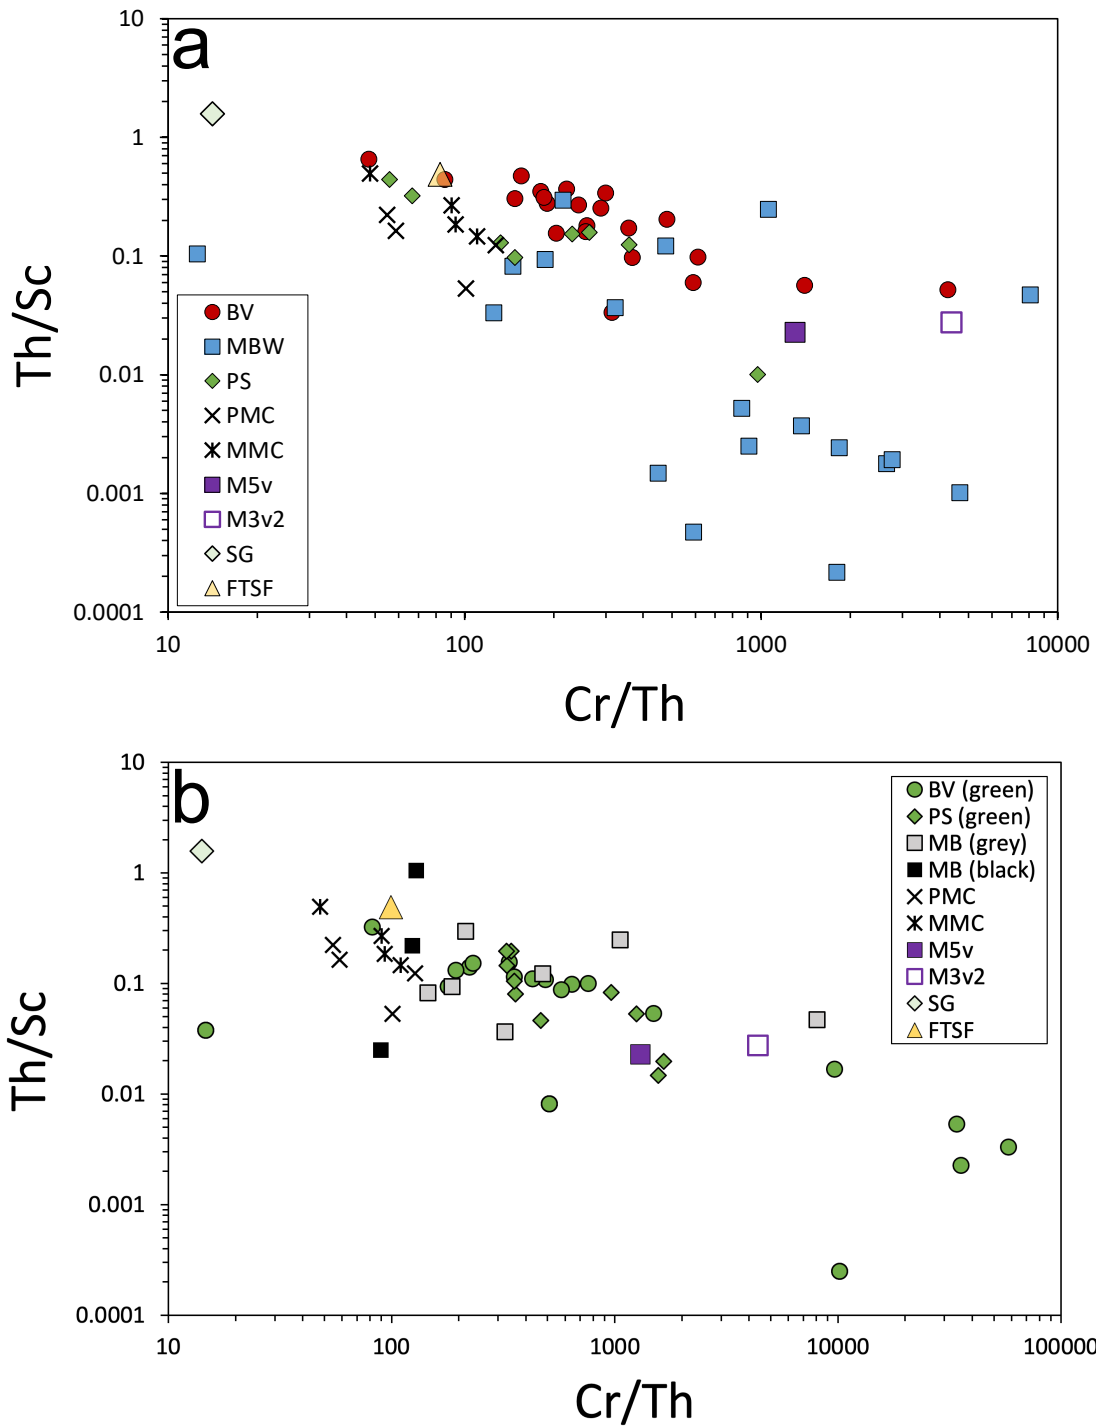 a
10
1
0.1
0.01
0.001
0.0001
Th/Sc
BV
MBW
PS
PMC
MMC
M5v
M3v2
SG
FTSF
10
100
1000
10000
Cr/Th
b
10
1
0.1
0.01
0.001
0.0001
Th/Sc
BV (green)
PS (green)
MB (grey)
MB (black)
PMC
MMC
M5v
M3v2
SG
FTSF
10
100
1000
10000
100000
Cr/Th